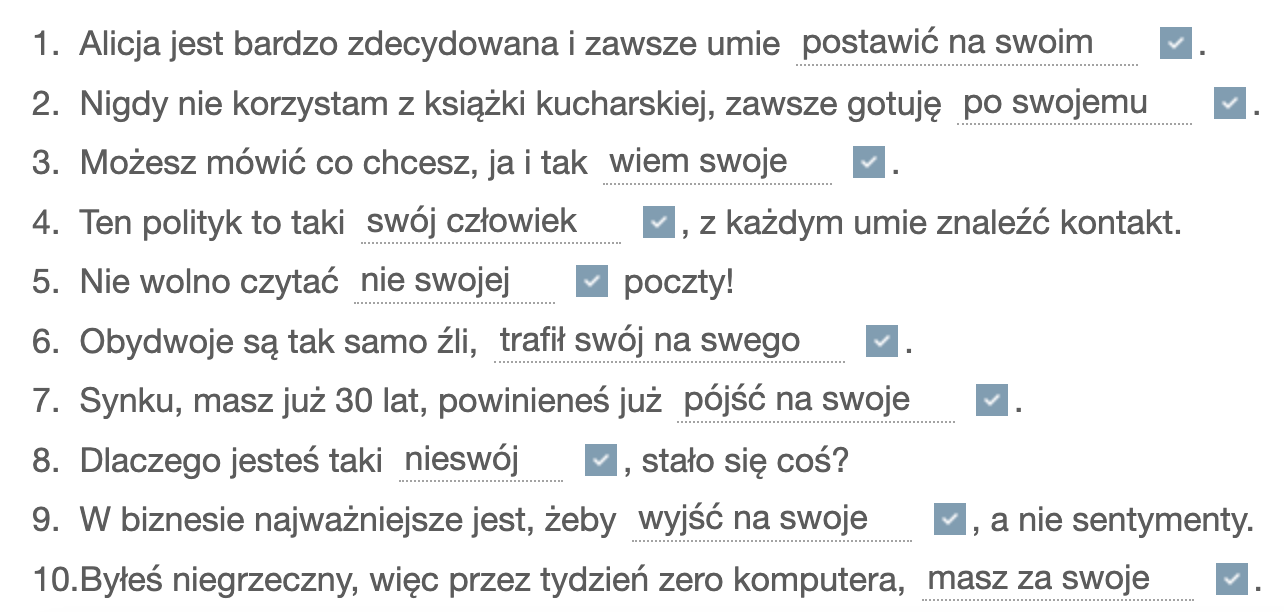 1. Alicja jest bardzo zdecydowana i zawsze umie postawić na swoim .
2. Nigdy nie korzystam z książki kucharskiej, zawsze gotuję po swojemu .
3. Możesz mówić co chcesz, ja i tak wiem swoje .
4. Ten polityk to taki swój człowiek , z każdym umie znaleźć kontakt.
5. Nie wolno czytać nie swojej poczty!
6. Obydwoje są tak samo źli, trafił swój na swego .
7. Synku, masz już 30 lat, powinieneś już pójść na swoje .
8. Dlaczego jesteś taki nieswój , stało się coś?
9. W biznesie najważniejsze jest, żeby wyjść na swoje , a nie sentymenty.
10.Byłeś niegrzeczny, więc przez tydzień zero komputera, masz za swoje .